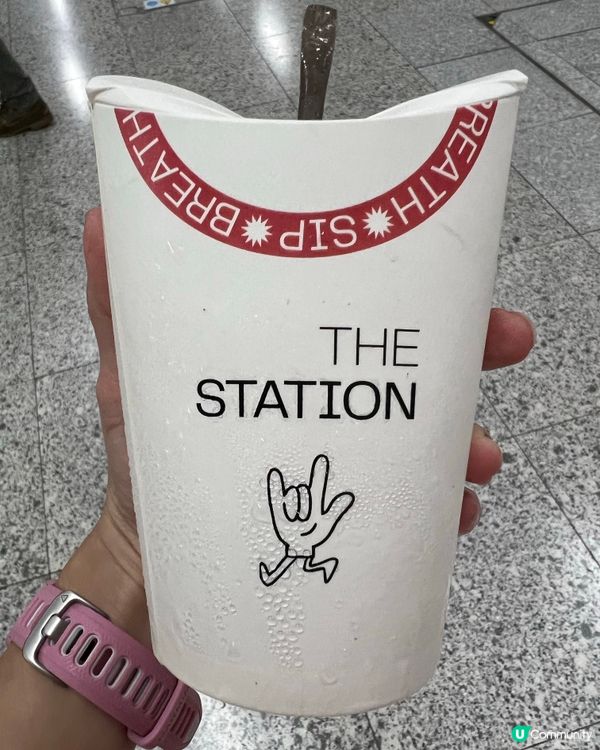 BREATH SIP BREATH
THE
STATION
U Community